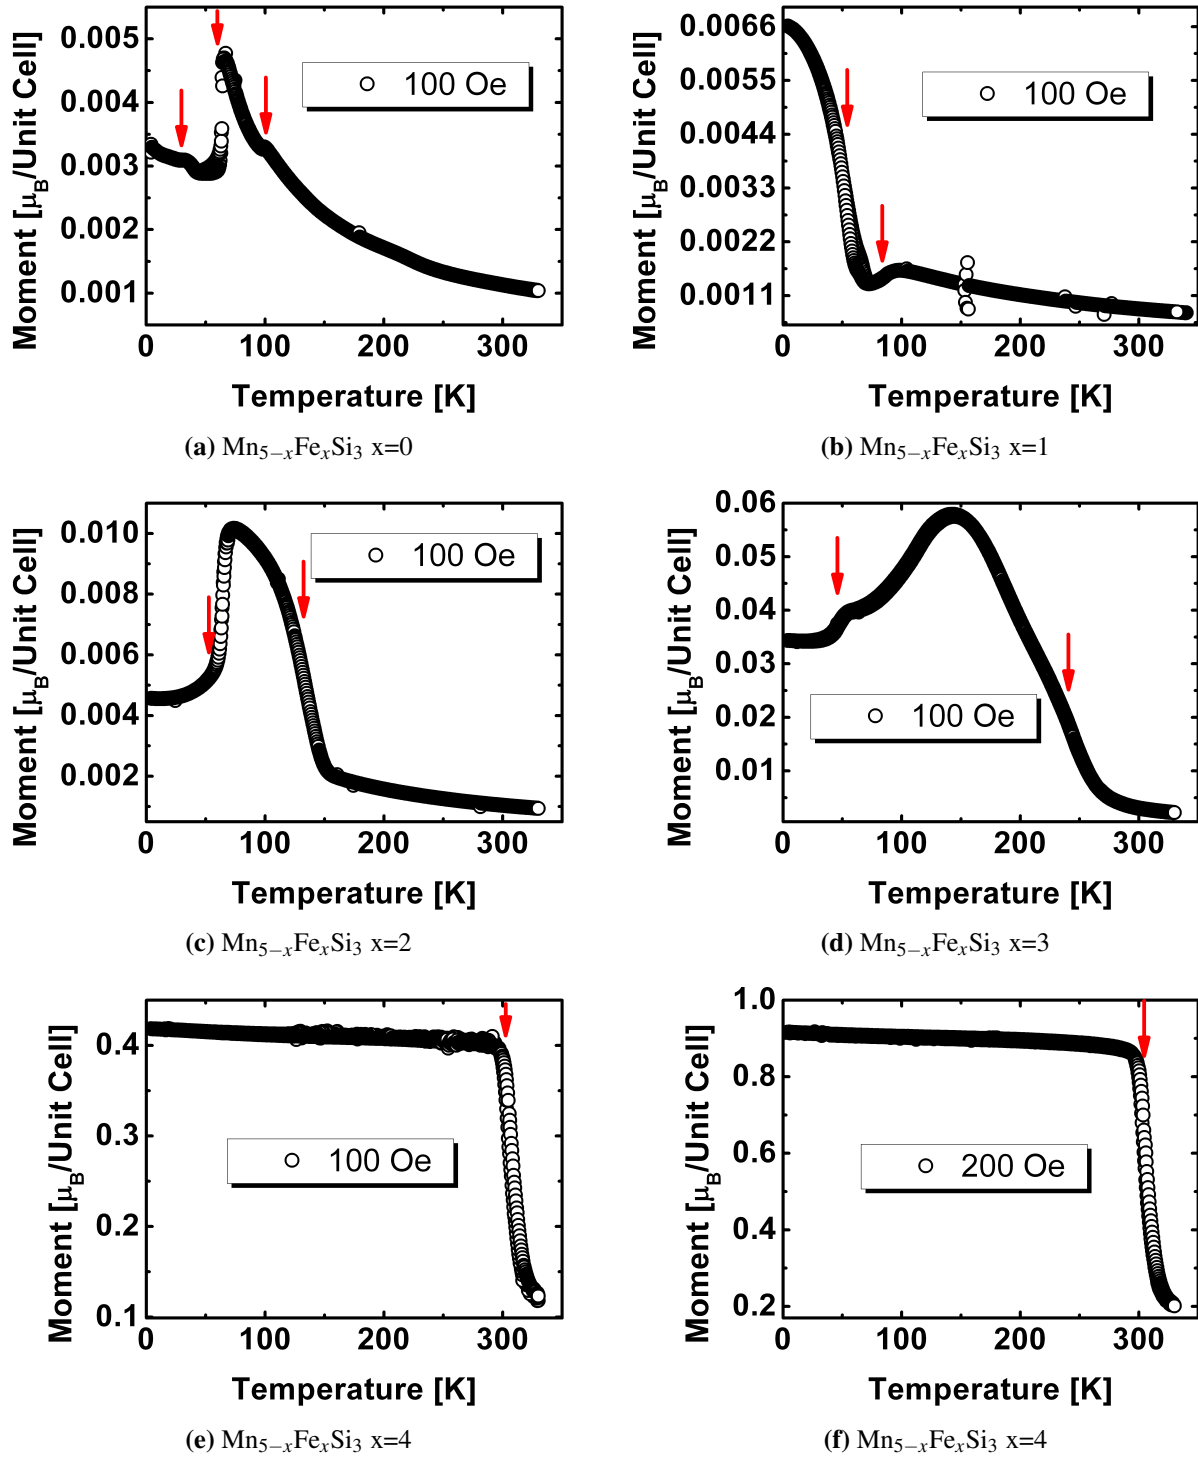 0.005
0.004
0.003
0.002
0.001
Moment [μ_B/Unit Cell]
100 Oe
0 100 200 300
Temperature [K]
(a) Mn₅₋ₓFeₓSi₃ x=0
0.0066
0.0055
0.0044
0.0033
0.0022
0.0011
Moment [μ_B/Unit Cell]
100 Oe
0 100 200 300
Temperature [K]
(b) Mn₅₋ₓFeₓSi₃ x=1
0.010
0.008
0.006
0.004
0.002
Moment [μ_B/Unit Cell]
100 Oe
0 100 200 300
Temperature [K]
(c) Mn₅₋ₓFeₓSi₃ x=2
0.06
0.05
0.04
0.03
0.02
0.01
Moment [μ_B/Unit Cell]
100 Oe
0 100 200 300
Temperature [K]
(d) Mn₅₋ₓFeₓSi₃ x=3
0.4
0.3
0.2
0.1
Moment [μ_B/Unit Cell]
100 Oe
0 100 200 300
Temperature [K]
(e) Mn₅₋ₓFeₓSi₃ x=4
1.0
0.8
0.6
0.4
0.2
Moment [μ_B/Unit Cell]
200 Oe
0 100 200 300
Temperature [K]
(f) Mn₅₋ₓFeₓSi₃ x=4